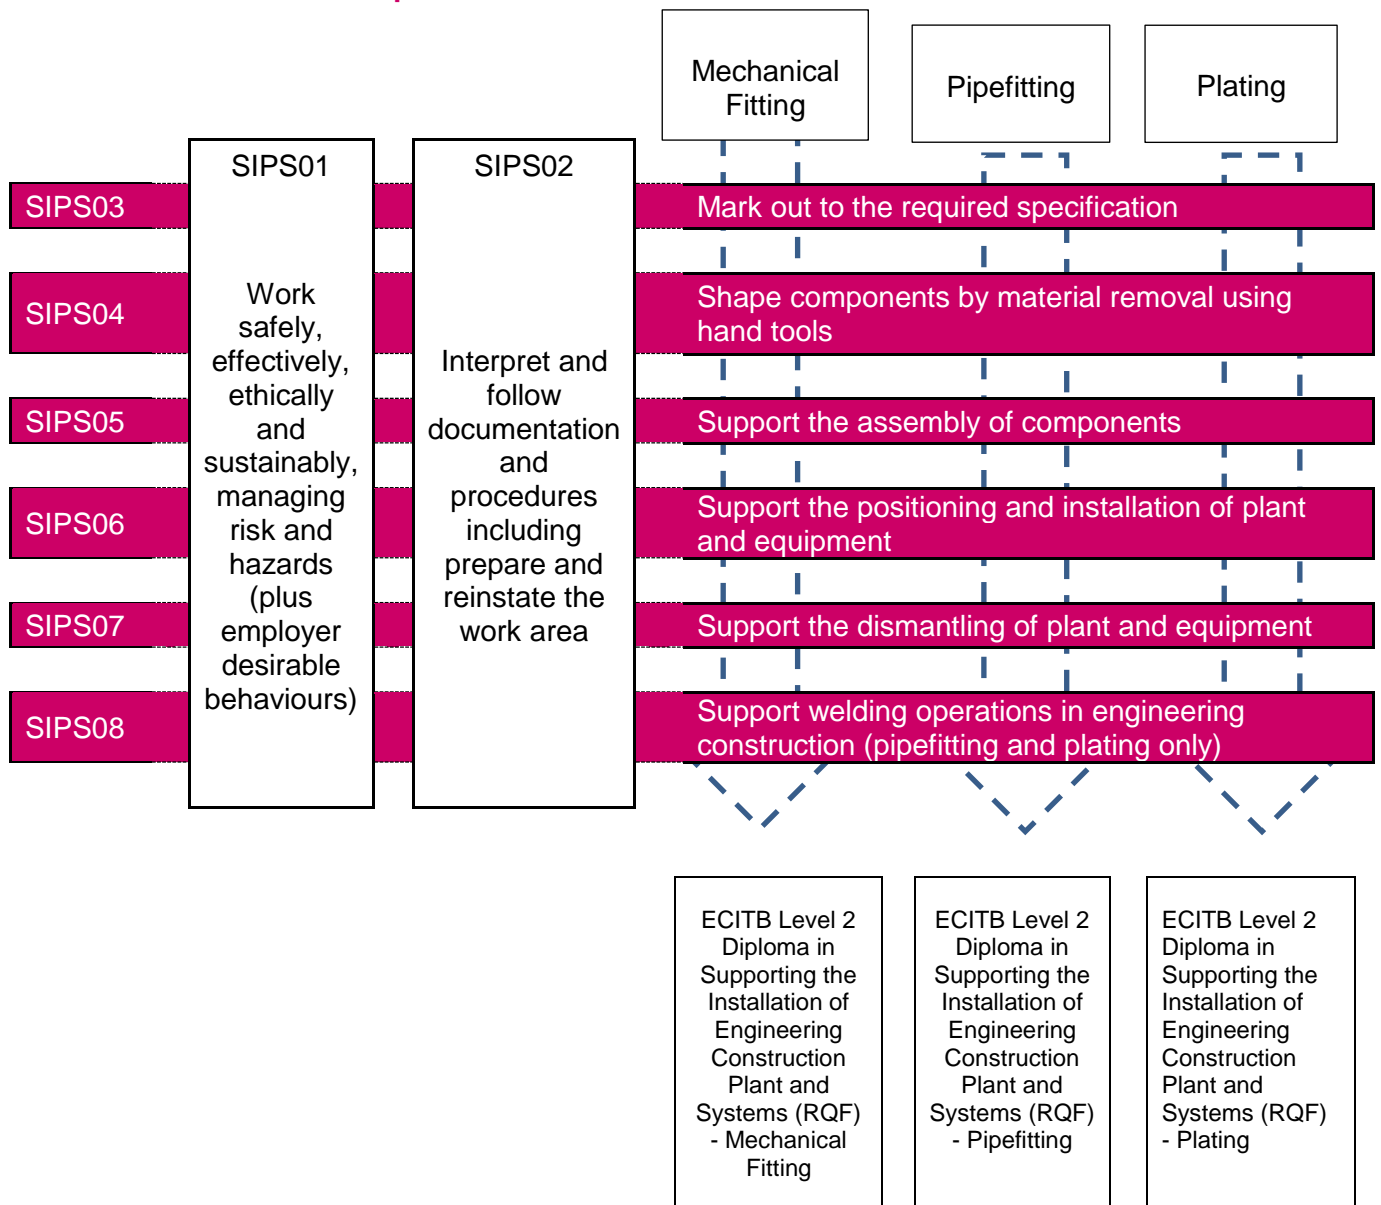 Mechanical
Fitting
Pipefitting
Plating
SIPS01
Work
safely,
effectively,
ethically
and
sustainably,
managing
risk and
hazards
(plus
employer
desirable
behaviours)
SIPS02
Interpret and
follow
documentation
and
procedures
including
prepare and
reinstate the
work area
SIPS03
Mark out to the required specification
SIPS04
Shape components by material removal using
hand tools
SIPS05
Support the assembly of components
SIPS06
Support the positioning and installation of plant
and equipment
SIPS07
Support the dismantling of plant and equipment
SIPS08
Support welding operations in engineering
construction (pipefitting and plating only)
ECITB Level 2
Diploma in
Supporting the
Installation of
Engineering
Construction
Plant and
Systems (RQF)
- Mechanical
Fitting
ECITB Level 2
Diploma in
Supporting the
Installation of
Engineering
Construction
Plant and
Systems (RQF)
- Pipefitting
ECITB Level 2
Diploma in
Supporting the
Installation of
Engineering
Construction
Plant and
Systems (RQF)
- Plating